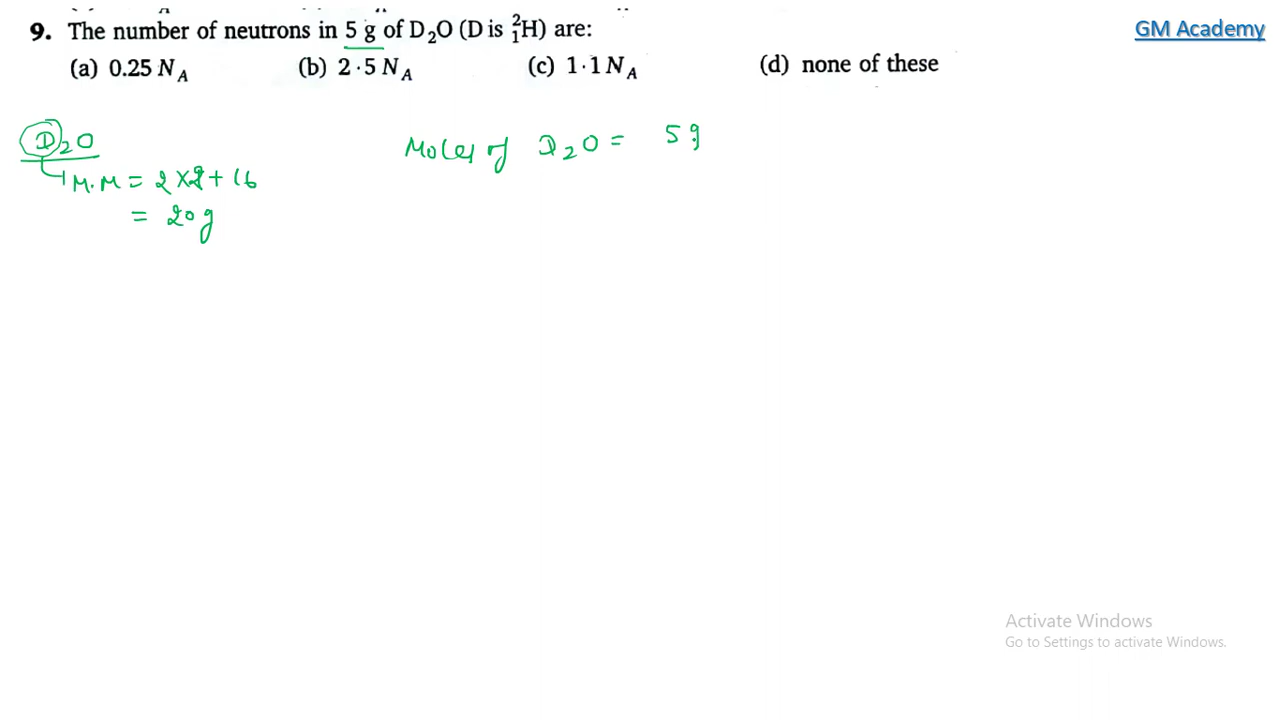 9. The number of neutrons in 5 g of D₂O (D is ²₁H) are:
GM Academy
(a) 0.25 N_A (b) 2·5 N_A (c) 1·1 N_A (d) none of these
D₂O
Moles of D₂O = 5 g
M.M = 2 × 2 + 16
= 20 g
Activate Windows
Go to Settings to activate Windows.